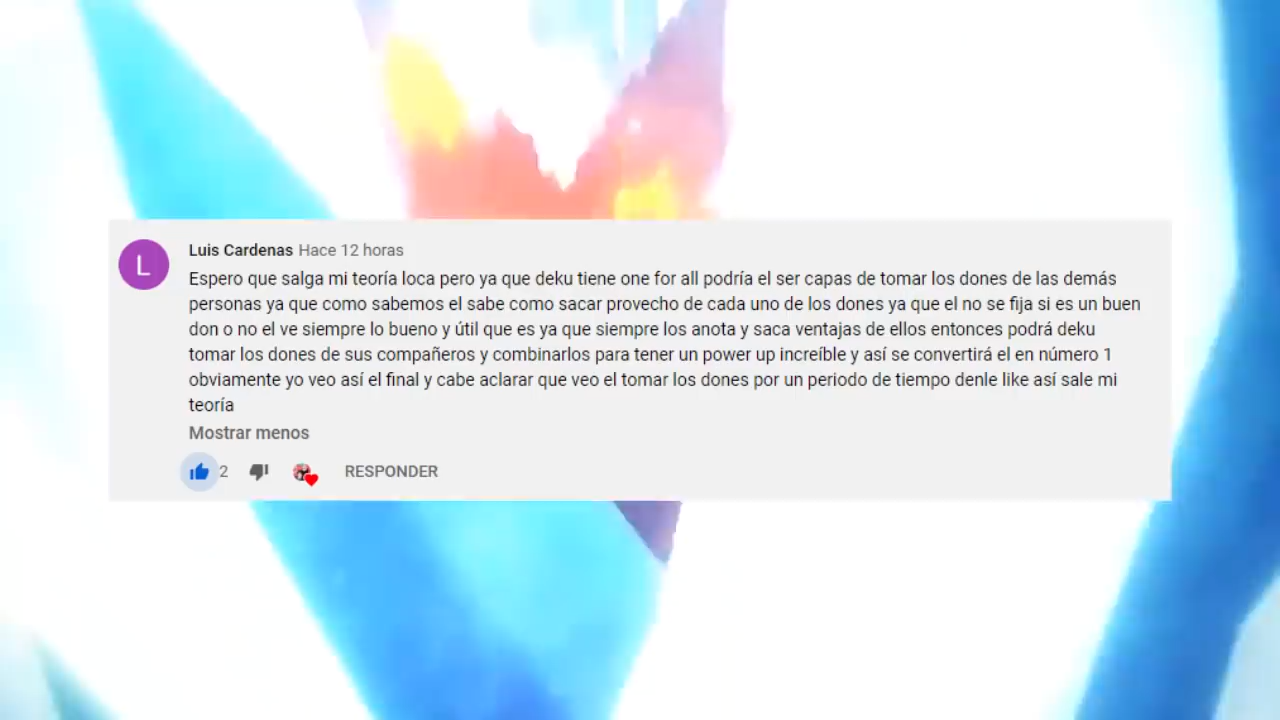 Luis Cardenas Hace 12 horas
Espero que salga mi teoría loca pero ya que deku tiene one for all podría el ser capas de tomar los dones de las demás
personas ya que como sabemos el sabe como sacar provecho de cada uno de los dones ya que el no se fija si es un buen
don o no el ve siempre lo bueno y útil que es ya que siempre los anota y saca ventajas de ellos entonces podrá deku
tomar los dones de sus compañeros y combinarlos para tener un power up increíble y así se convertirá el en número 1
obviamente yo veo así el final y cabe aclarar que veo el tomar los dones por un periodo de tiempo denle like así sale mi
teoría
Mostrar menos
2 RESPONDER
L